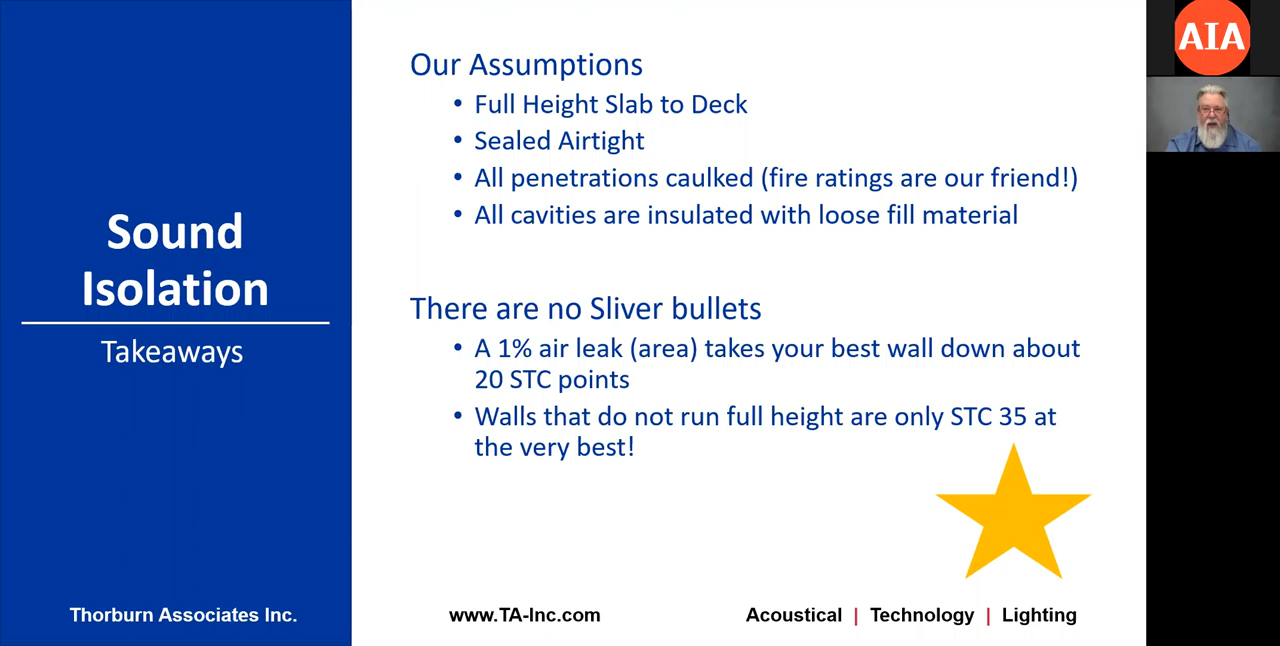 Sound
Isolation
Takeaways
Our Assumptions
• Full Height Slab to Deck
• Sealed Airtight
• All penetrations caulked (fire ratings are our friend!)
• All cavities are insulated with loose fill material
There are no Sliver bullets
• A 1% air leak (area) takes your best wall down about
20 STC points
• Walls that do not run full height are only STC 35 at
the very best!
Thorburn Associates Inc.
www.TA-Inc.com
Acoustical | Technology | Lighting
AIA